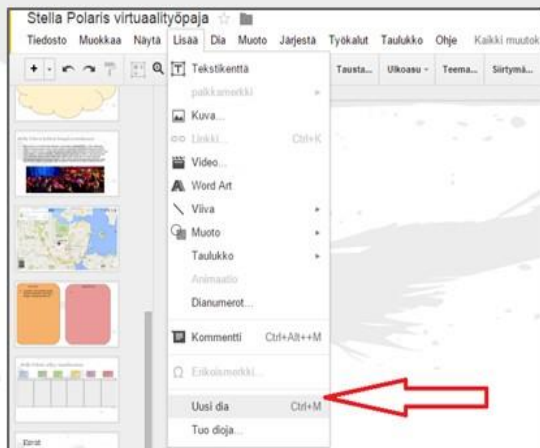 Stella Polaris virtuaalityöpaja
Tiedosto Muokkaa Näytä Lisää Dia Muoto Järjestä Työkalut Taulukko Ohje Kaikki muutok
Tausta... Ulkoasu Teema... Siirtymä...
Tekstikenttä
paikkamerkki
Kuva...
Linkki... Ctrl+K
Video...
Word Art
Viiva
Muoto
Taulukko
Animaatio
Dianumerot...
Kommentti Ctrl+Alt++M
Erikoismerkki...
Uusi dia Ctrl+M
Tuo dioja...